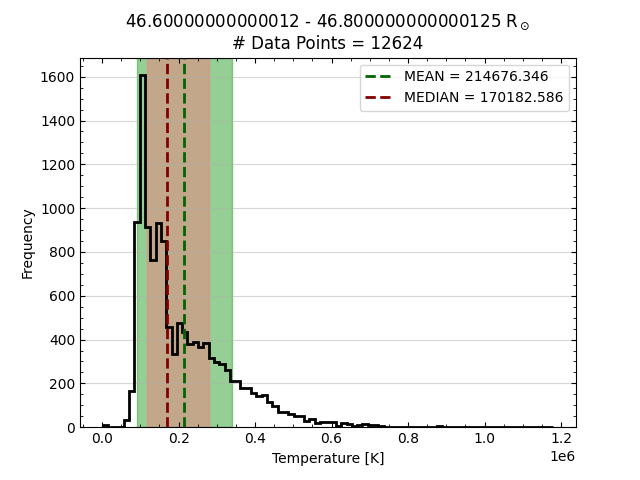 46.60000000000012 - 46.800000000000125 R⊙
# Data Points = 12624
MEAN = 214676.346
MEDIAN = 170182.586
1600
1400
1200
1000
800
600
400
200
0
Frequency
0.0 0.2 0.4 0.6 0.8 1.0 1.2
1e6
Temperature [K]